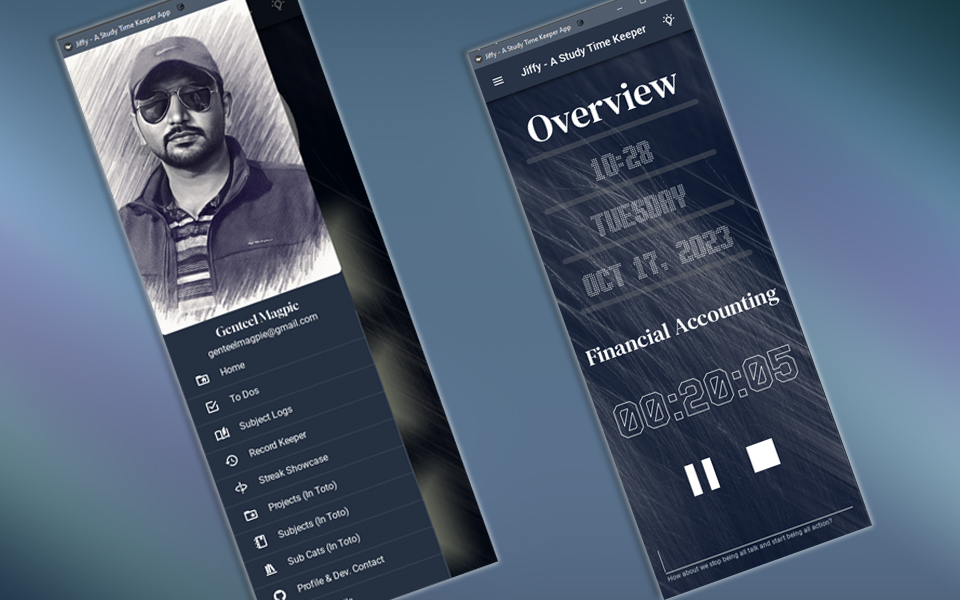 Jiffy - A Study Time Keeper App
Genteel Magpie
genteelmagpie@gmail.com
Home
To Dos
Subject Logs
Record Keeper
Streak Showcase
Projects (In Toto)
Subjects (In Toto)
Sub Cats (In Toto)
Profile & Dev. Contact
Jiffy - A Study Time Keeper App
Jiffy - A Study Time Keeper
Overview
10:28
TUESDAY
OCT 17, 2023
Financial Accounting
00:20:05
How about we stop being all talk and start being all action?